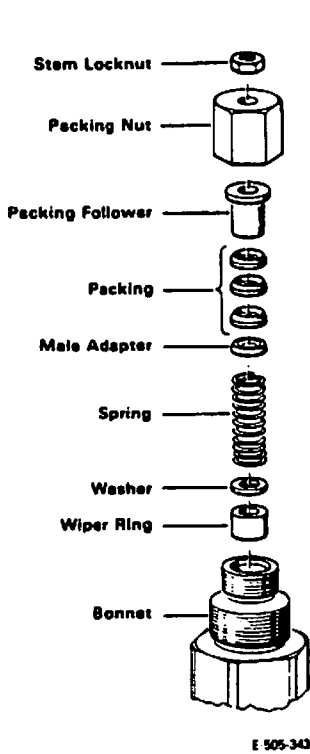 Stem Locknut
Packing Nut
Packing Follower
Packing
Male Adapter
Spring
Washer
Wiper Ring
Bonnet
E-505-343